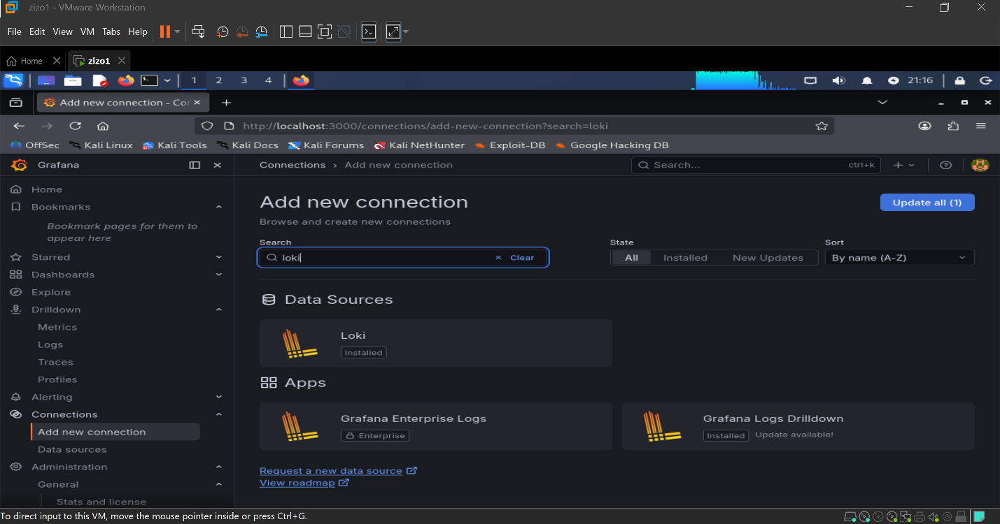 zizo1 - VMware Workstation
File Edit View VM Tabs Help
Home zizo1
1 2 3 4 21:16
Add new connection - Cor
http://localhost:3000/connections/add-new-connection?search=loki
OffSec Kali Linux Kali Tools Kali Docs Kali Forums Kali NetHunter Exploit-DB Google Hacking DB
Grafana
Connections › Add new connection
Search... ctrl+k
Home
Bookmarks
Bookmark pages for them to
appear here
Starred
Dashboards
Explore
Drilldown
Metrics
Logs
Traces
Profiles
Alerting
Connections
Add new connection
Data sources
Administration
General
Stats and license
Add new connection
Update all (1)
Browse and create new connections
Search
loki
Clear
State
All Installed New Updates
Sort
By name (A-Z)
Data Sources
Loki
Installed
Apps
Grafana Enterprise Logs
Enterprise
Grafana Logs Drilldown
Installed Update available!
Request a new data source
View roadmap
To direct input to this VM, move the mouse pointer inside or press Ctrl+G.